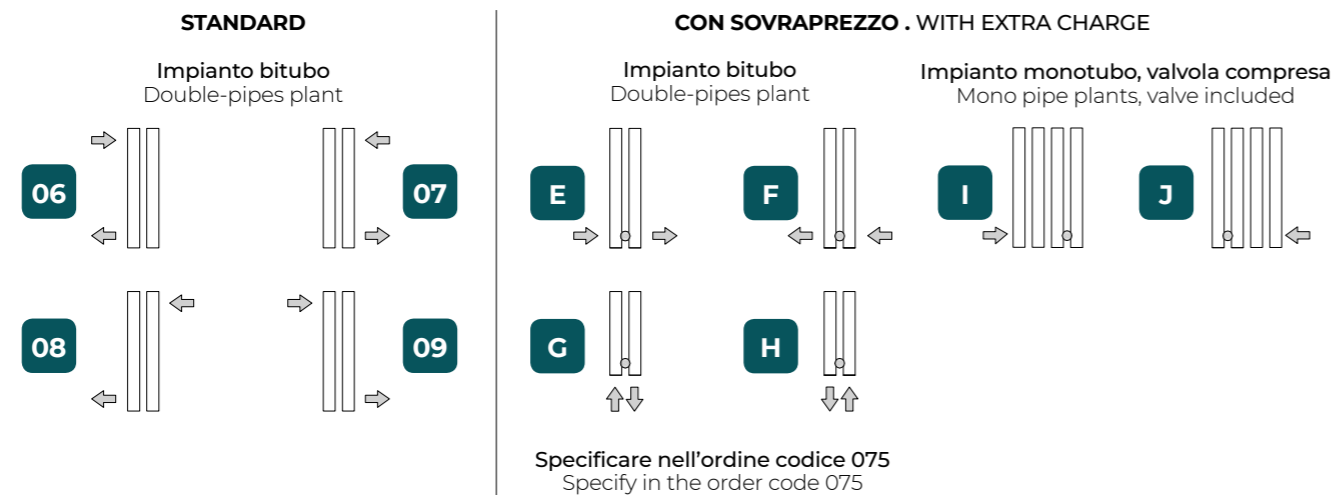 STANDARD
Impianto bitubo
Double-pipes plant
06
07
08
09
CON SOVRAPREZZO . WITH EXTRA CHARGE
Impianto bitubo
Double-pipes plant
Impianto monotubo, valvola compresa
Mono pipe plants, valve included
E
F
I
J
G
H
Specificare nell'ordine codice 075
Specify in the order code 075